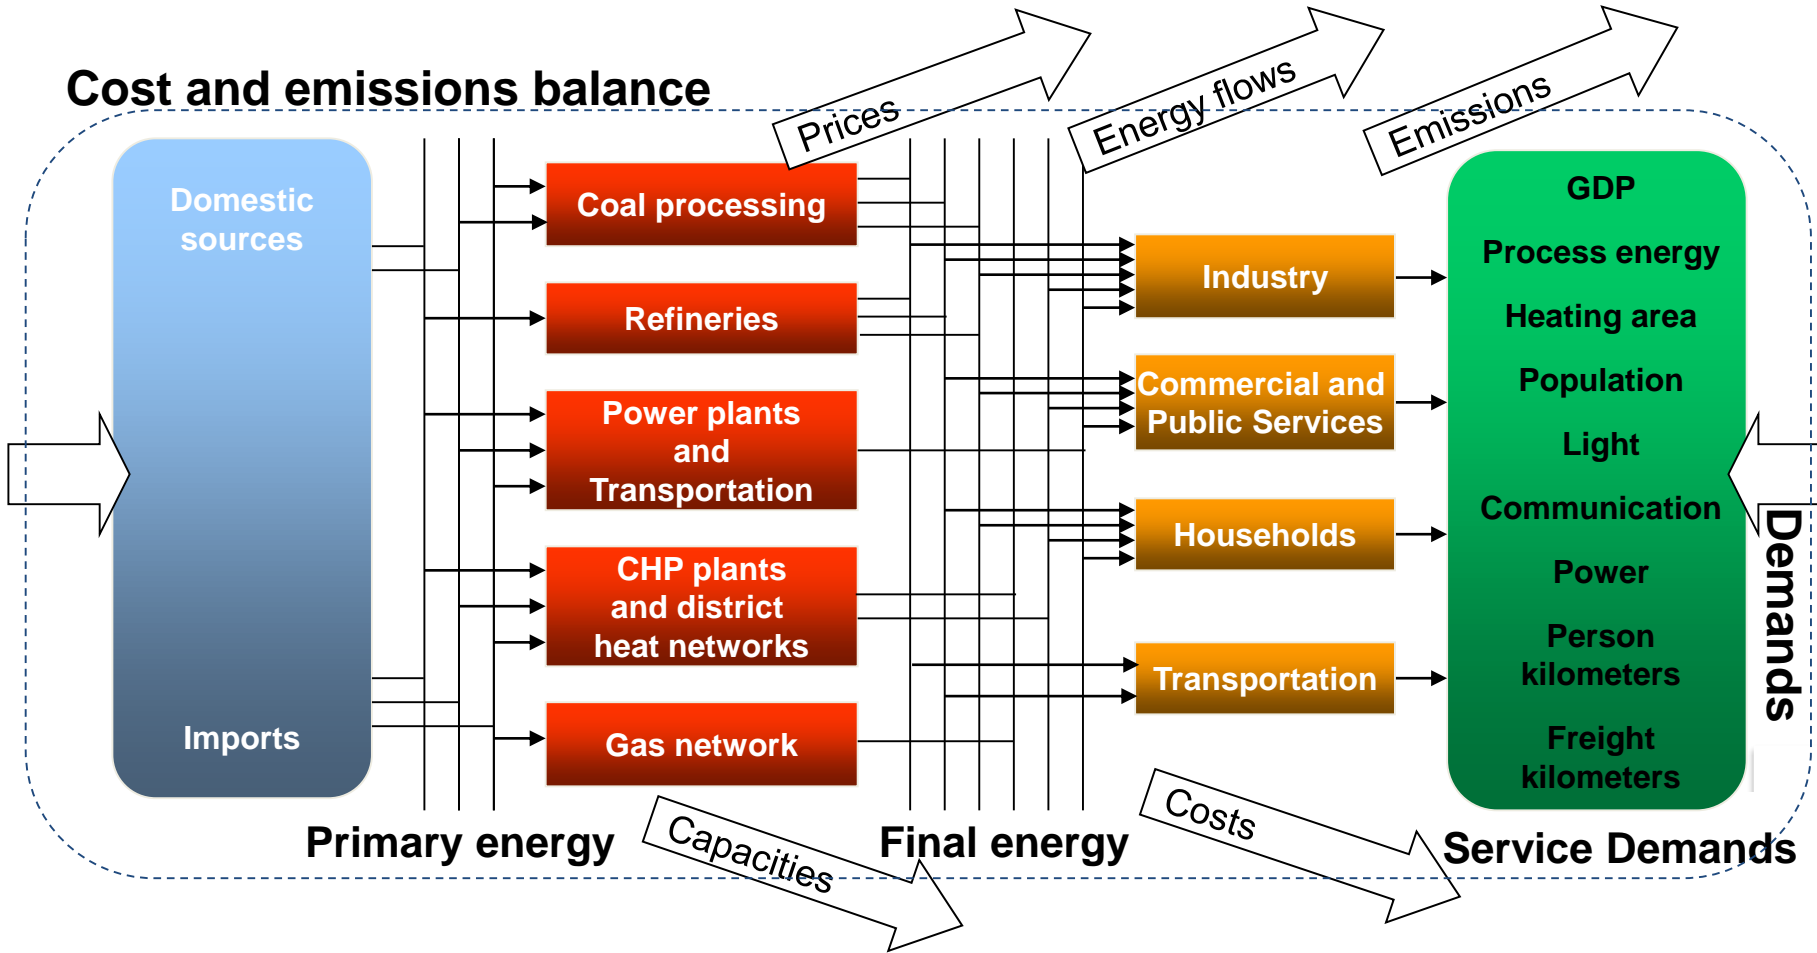 Cost and emissions balance
Prices
Energy flows
Emissions
Domestic
sources
Imports
Coal processing
Refineries
Power plants
and
Transportation
CHP plants
and district
heat networks
Gas network
Industry
Commercial and
Public Services
Households
Transportation
GDP
Process energy
Heating area
Population
Light
Communication
Power
Person
kilometers
Freight
kilometers
Demands
Primary energy
Capacities
Final energy
Costs
Service Demands